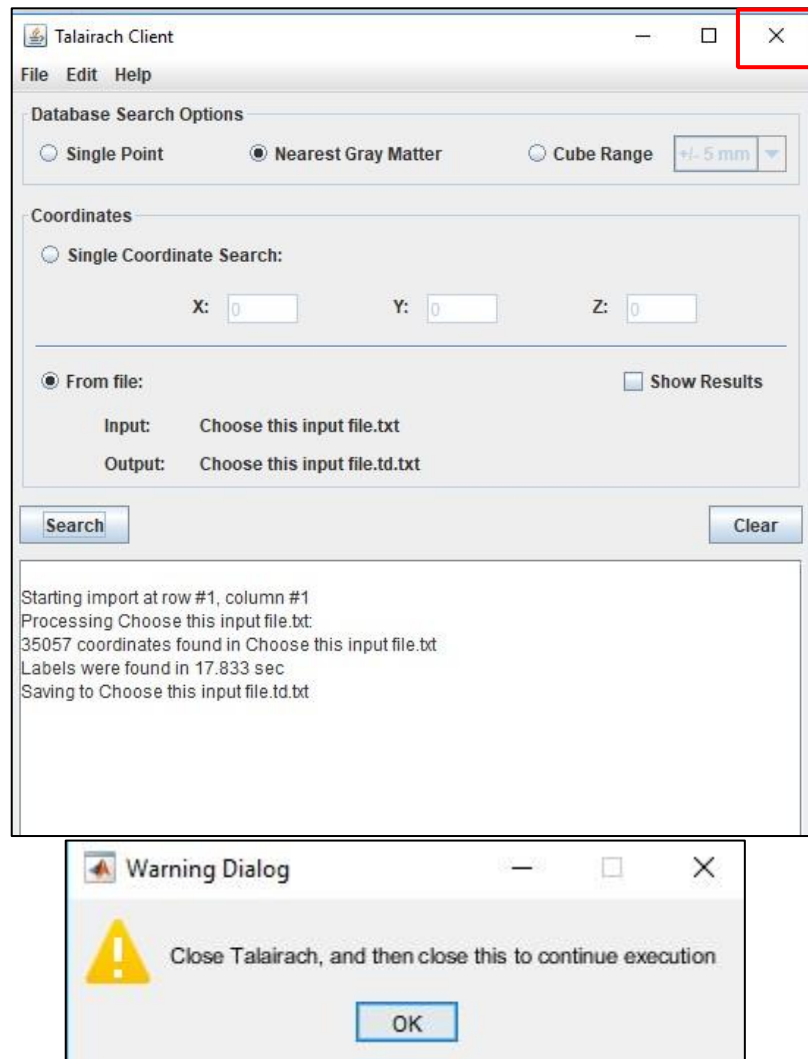 Talairach Client
File Edit Help
Database Search Options
Single Point Nearest Gray Matter Cube Range +/- 5 mm
Coordinates
Single Coordinate Search:
X: 0 Y: 0 Z: 0
From file: Show Results
Input: Choose this input file.txt
Output: Choose this input file.td.txt
Search Clear
Starting import at row #1, column #1
Processing Choose this input file.txt:
35057 coordinates found in Choose this input file.txt
Labels were found in 17.833 sec
Saving to Choose this input file.td.txt
Warning Dialog
Close Talairach, and then close this to continue execution
OK